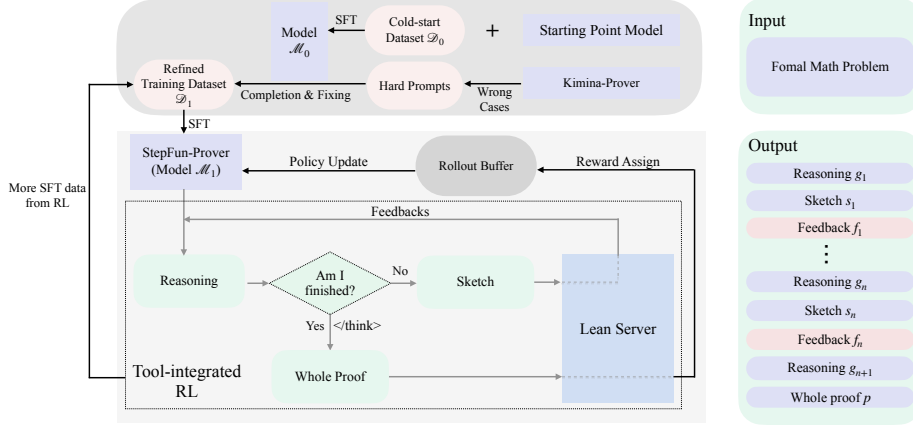 Model
ℳ0
SFT
Cold-start
Dataset 𝒟0
+
Starting Point Model
Refined
Training Dataset
𝒟1
Completion & Fixing
Hard Prompts
Wrong
Cases
Kimina-Prover
SFT
StepFun-Prover
(Model ℳ1)
Policy Update
Rollout Buffer
Reward Assign
More SFT data
from RL
Feedbacks
Reasoning
Am I
finished?
No
Sketch
Yes
</think>
Lean Server
Whole Proof
Tool-integrated
RL
Input
Fomal Math Problem
Output
Reasoning g1
Sketch s1
Feedback f1
⋮
Reasoning gn
Sketch sn
Feedback fn
Reasoning gn+1
Whole proof p